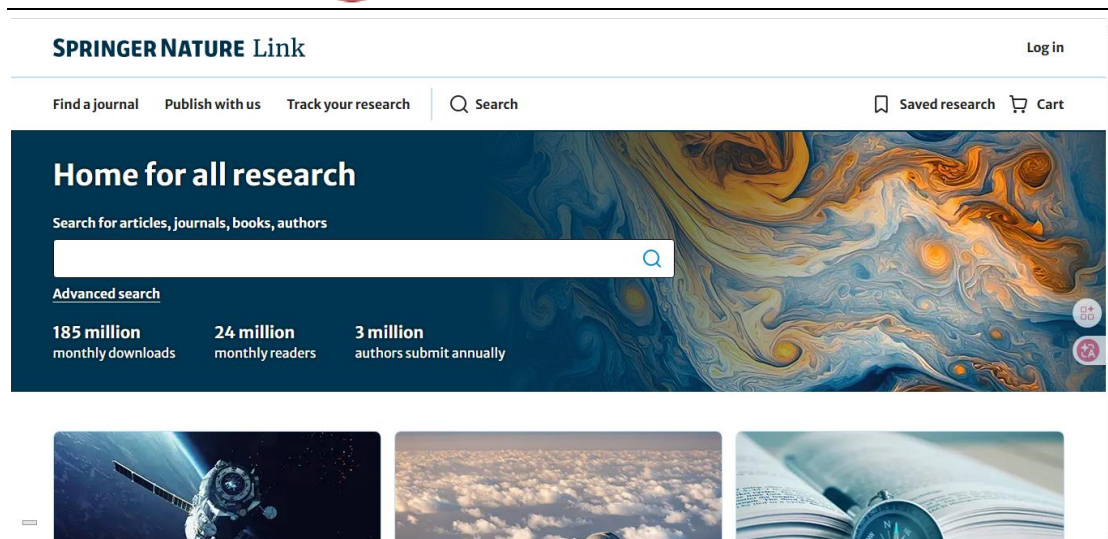 SPRINGER NATURE Link
Log in
Find a journal Publish with us Track your research Search Saved research Cart
Home for all research
Search for articles, journals, books, authors
Advanced search
185 million 24 million 3 million
monthly downloads monthly readers authors submit annually